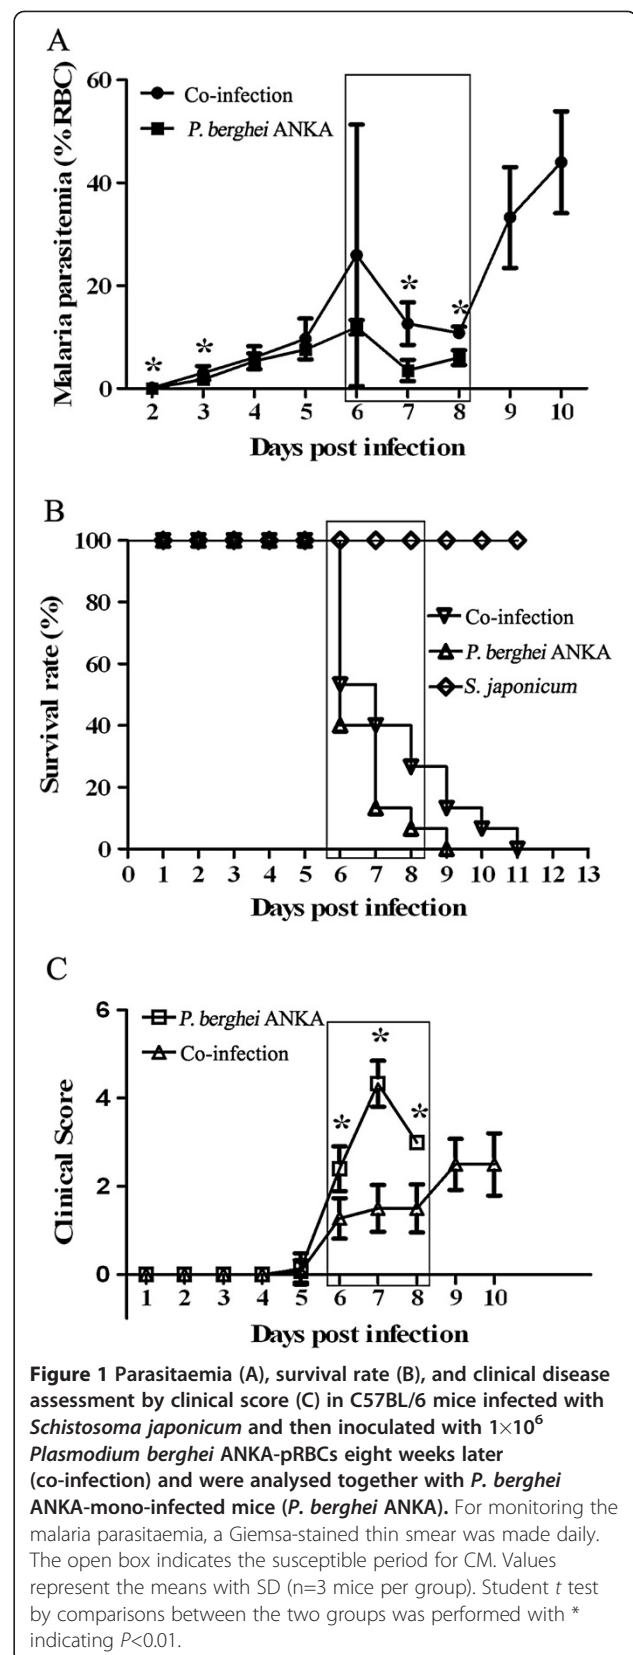 A
60
40
20
0
Malaria parasitemia (%RBC)
Co-infection
P. berghei ANKA
* * * *
2 3 4 5 6 7 8 9 10
Days post infection
B
100
80
60
40
20
0
Survival rate (%)
Co-infection
P. berghei ANKA
S. japonicum
0 1 2 3 4 5 6 7 8 9 10 11 12 13
Days post infection
C
6
4
2
0
Clinical Score
P. berghei ANKA
Co-infection
* * *
1 2 3 4 5 6 7 8 9 10
Days post infection
Figure 1 Parasitaemia (A), survival rate (B), and clinical disease
assessment by clinical score (C) in C57BL/6 mice infected with
Schistosoma japonicum and then inoculated with 1×10⁶
Plasmodium berghei ANKA-pRBCs eight weeks later
(co-infection) and were analysed together with P. berghei
ANKA-mono-infected mice (P. berghei ANKA). For monitoring the
malaria parasitaemia, a Giemsa-stained thin smear was made daily.
The open box indicates the susceptible period for CM. Values
represent the means with SD (n=3 mice per group). Student t test
by comparisons between the two groups was performed with *
indicating P<0.01.